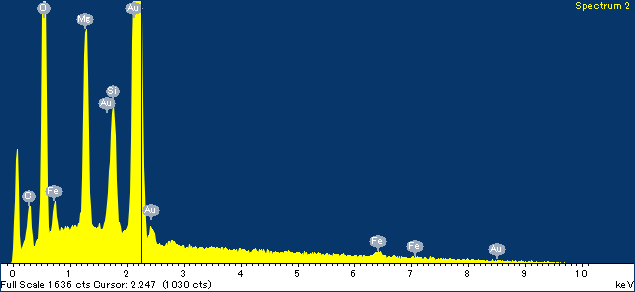 Spectrum 2
O
Au
Mg
Si
Au
Fe
O
Au
Fe
Fe
Au
0 1 2 3 4 5 6 7 8 9 10
Full Scale 1636 cts Cursor: 2.247 (1030 cts) keV